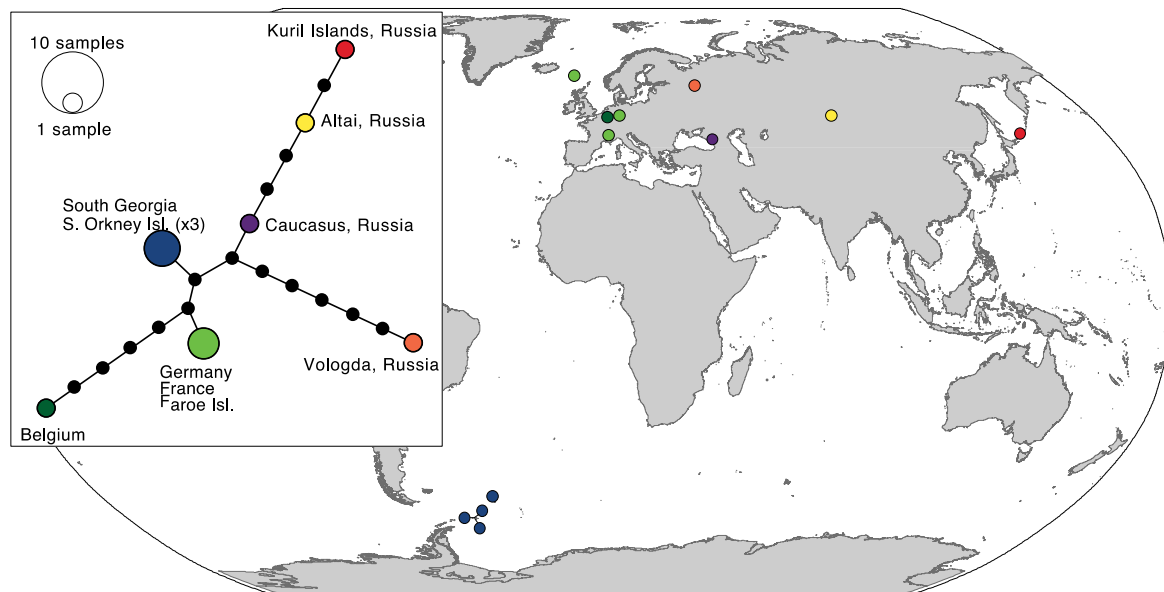 10 samples
1 sample
Kuril Islands, Russia
Altai, Russia
South Georgia
S. Orkney Isl. (x3)
Caucasus, Russia
Vologda, Russia
Germany
France
Faroe Isl.
Belgium